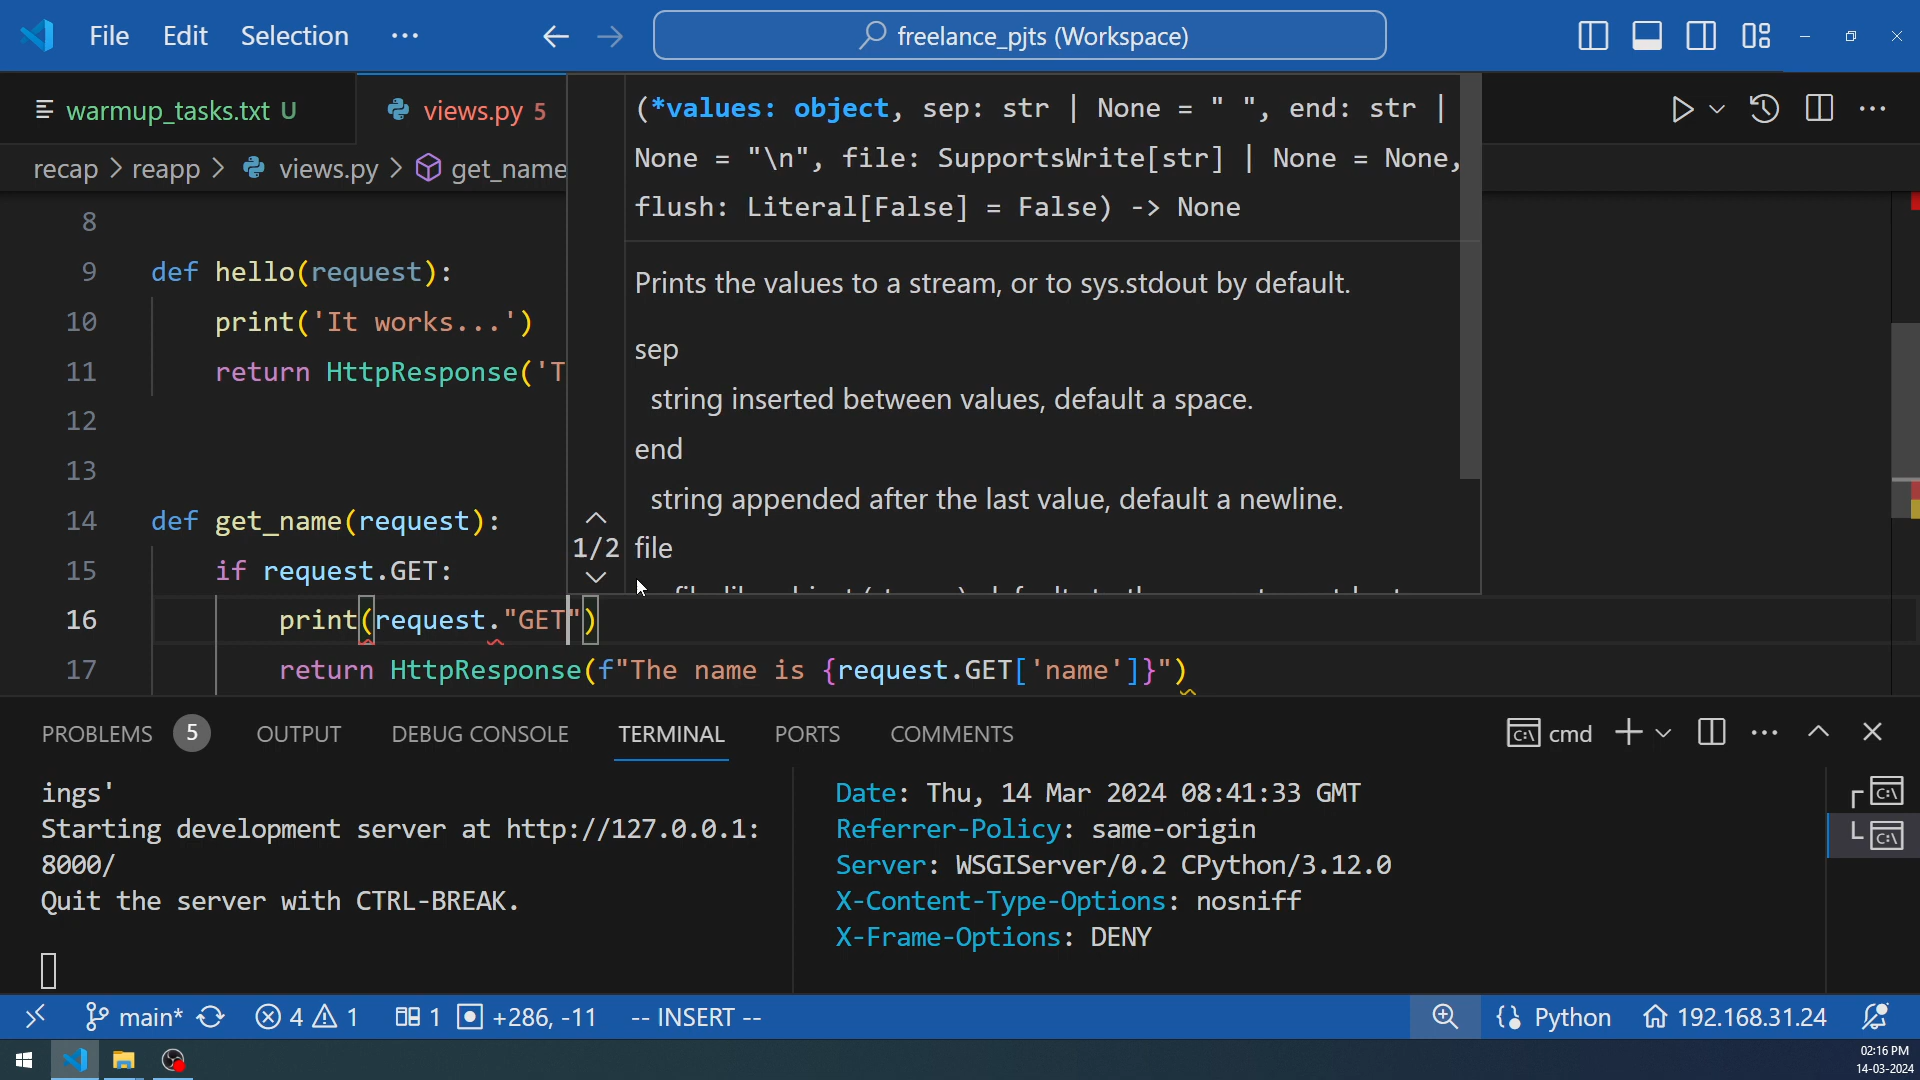 File Edit Selection ··· freelance_pjts (Workspace)
warmup_tasks.txt U views.py 5
recap > reapp > views.py > get_name
(*values: object, sep: str | None = " ", end: str |
None = "\n", file: SupportsWrite[str] | None = None,
flush: Literal[False] = False) -> None
Prints the values to a stream, or to sys.stdout by default.
sep
string inserted between values, default a space.
end
string appended after the last value, default a newline.
1/2 file
8
9 def hello(request):
10 print('It works...')
11 return HttpResponse('T
12
13
14 def get_name(request):
15 if request.GET:
16 print(request."GET")
17 return HttpResponse(f"The name is {request.GET['name']}")
PROBLEMS 5 OUTPUT DEBUG CONSOLE TERMINAL PORTS COMMENTS cmd
ings'
Starting development server at http://127.0.0.1:
8000/
Quit the server with CTRL-BREAK.
Date: Thu, 14 Mar 2024 08:41:33 GMT
Referrer-Policy: same-origin
Server: WSGIServer/0.2 CPython/3.12.0
X-Content-Type-Options: nosniff
X-Frame-Options: DENY
main* 4 1 1 +286, -11 -- INSERT -- Python 192.168.31.24
02:16 PM
14-03-2024